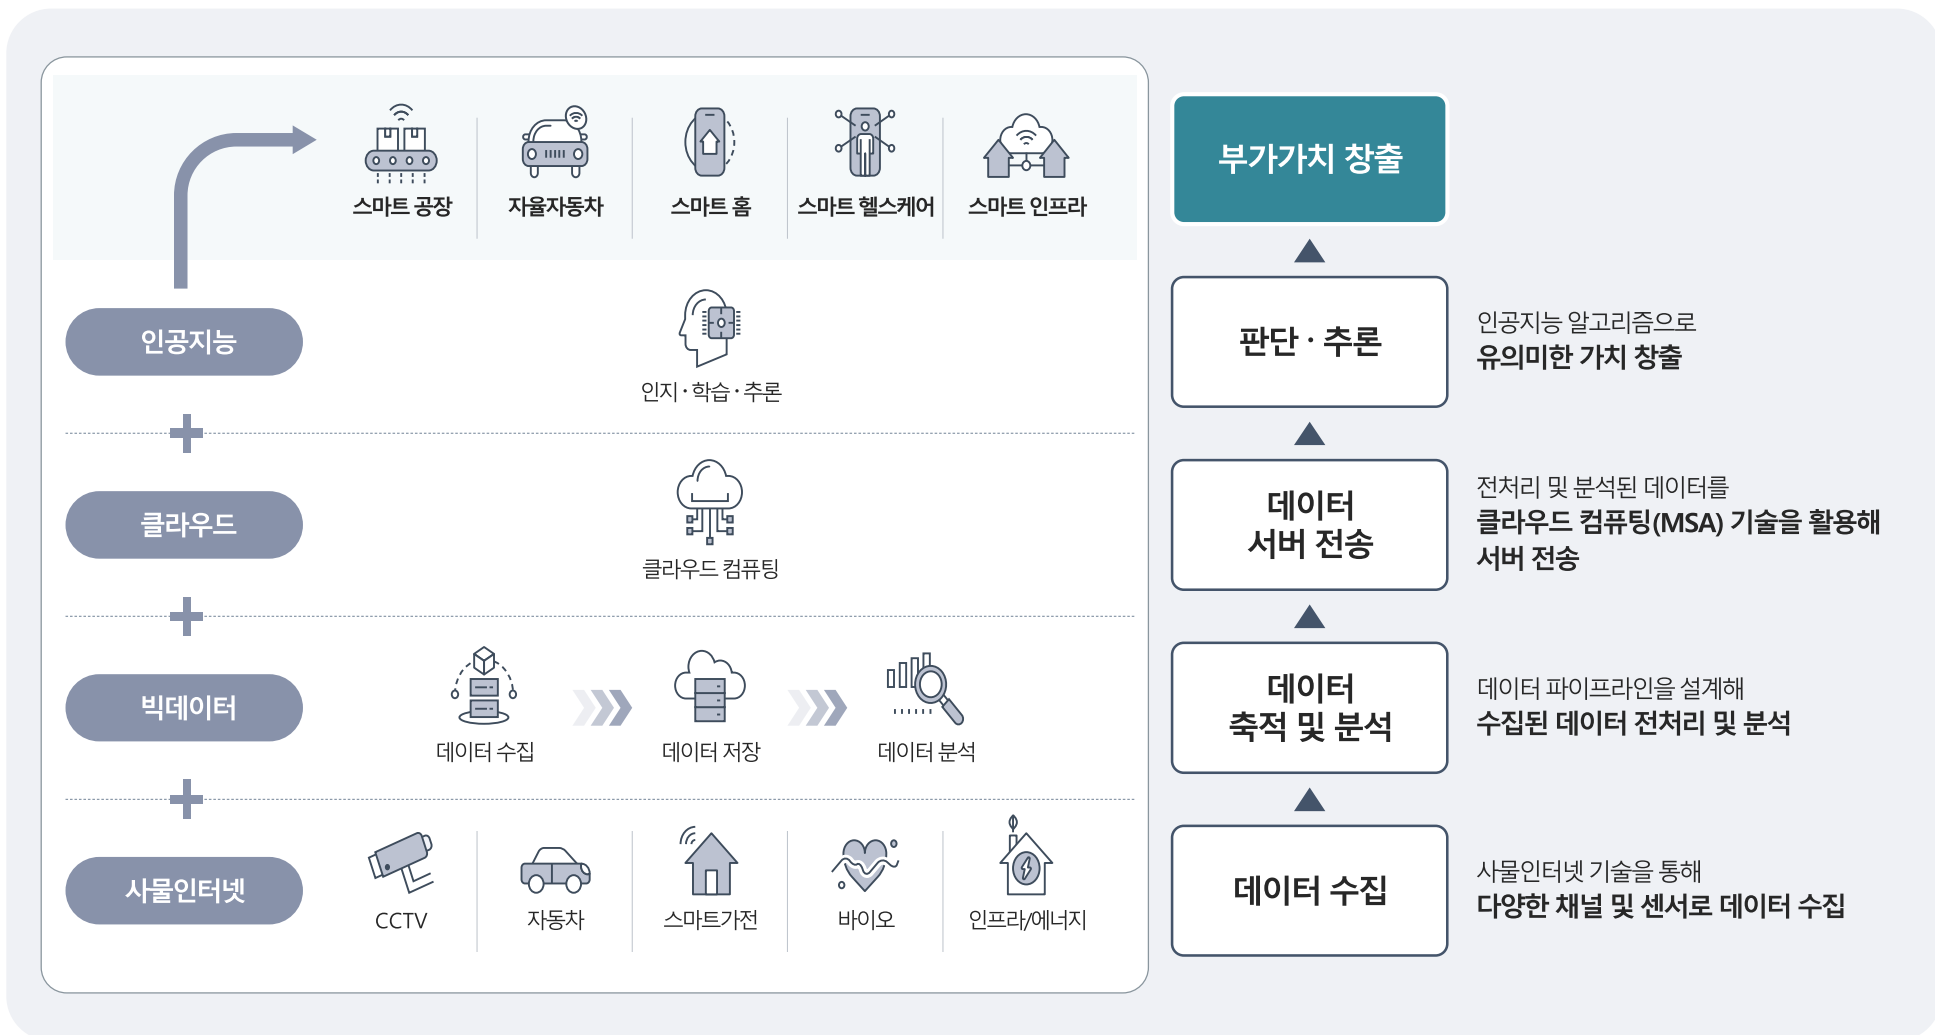 스마트 공장
자율자동차
스마트 홈
스마트 헬스케어
스마트 인프라
부가가치 창출
인공지능
인지·학습·추론
판단·추론
인공지능 알고리즘으로
유의미한 가치 창출
클라우드
클라우드 컴퓨팅
데이터
서버 전송
전처리 및 분석된 데이터를
클라우드 컴퓨팅(MSA) 기술을 활용해
서버 전송
빅데이터
데이터 수집
데이터 저장
데이터 분석
데이터
축적 및 분석
데이터 파이프라인을 설계해
수집된 데이터 전처리 및 분석
사물인터넷
CCTV
자동차
스마트가전
바이오
인프라/에너지
데이터 수집
사물인터넷 기술을 통해
다양한 채널 및 센서로 데이터 수집